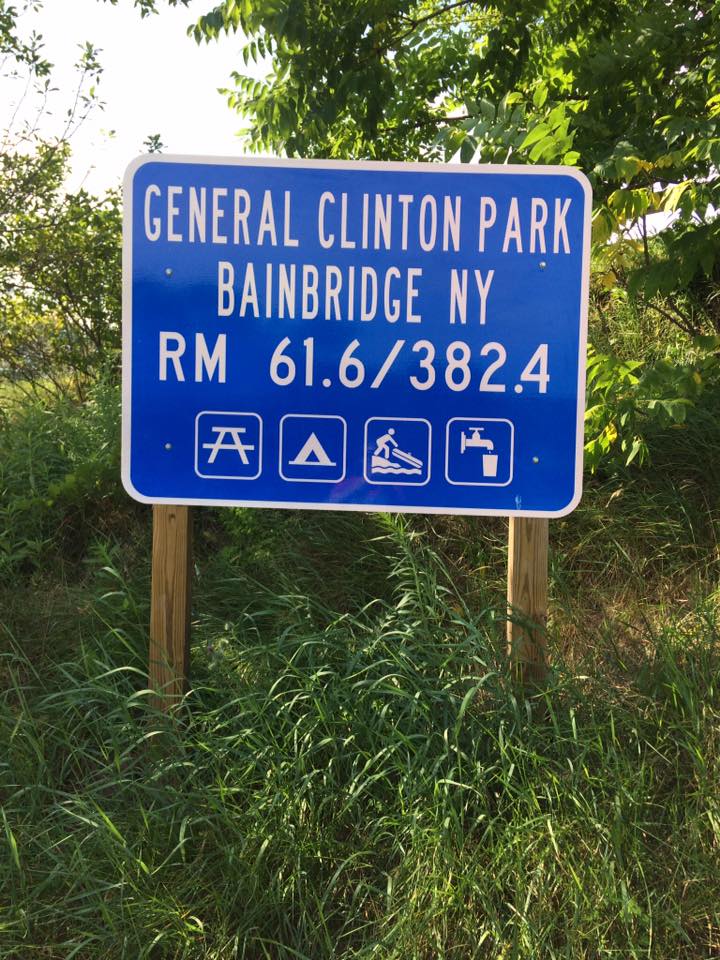 GENERAL CLINTON PARK
BAINBRIDGE NY
RM 61.6/382.4